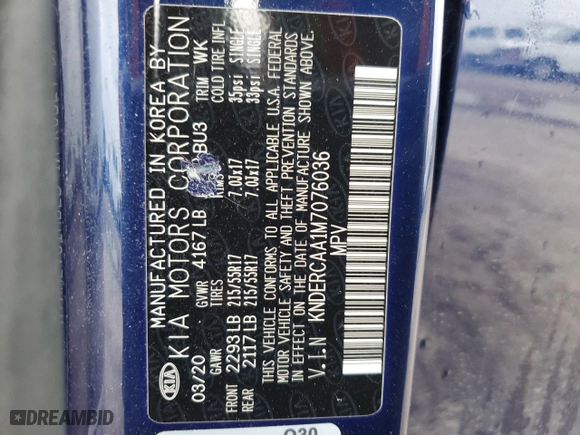 MANUFACTURED IN KOREA BY
KIA MOTORS CORPORATION
03/20 GVWR 4167 LB BU3 TRIM WK
GAWR TIRES RIMS COLD TIRE INFL.
FRONT 2293 LB 215/55R17 7.0Jx17 35psi SINGLE
REAR 2117 LB 215/55R17 7.0Jx17 33psi SINGLE
THIS VEHICLE CONFORMS TO ALL APPLICABLE U.S.A. FEDERAL
MOTOR VEHICLE SAFETY AND THEFT PREVENTION STANDARDS
IN EFFECT ON THE DATE OF MANUFACTURE SHOWN ABOVE.
V.I.N KNDERCAA1M7076036
MPV
KIA
DREAMBID